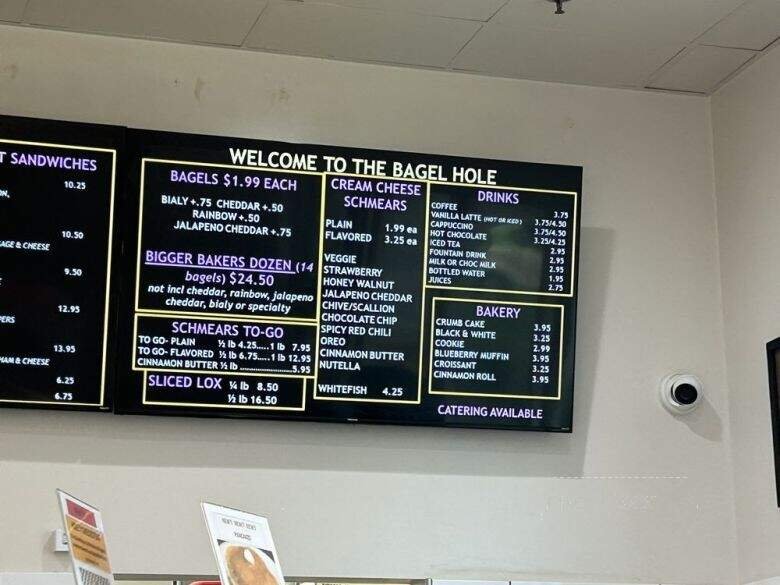 T SANDWICHES
10.25
10.50
AGE & CHEESE
9.50
12.95
PERS
13.95
HAM & CHEESE
6.25
6.75
WELCOME TO THE BAGEL HOLE
BAGELS $1.99 EACH
BIALY +.75 CHEDDAR +.50
RAINBOW +.50
JALAPENO CHEDDAR +.75
BIGGER BAKERS DOZEN (14
bagels) $24.50
not incl cheddar, rainbow, jalapeno
cheddar, bialy or specialty
SCHMEARS TO-GO
TO GO- PLAIN ½ lb 4.25.....1 lb 7.95
TO GO- FLAVORED ½ lb 6.75.....1 lb 12.95
CINNAMON BUTTER ½ lb ....................5.95
SLICED LOX ¼ lb 8.50
½ lb 16.50
CREAM CHEESE
SCHMEARS
PLAIN 1.99 ea
FLAVORED 3.25 ea
VEGGIE
STRAWBERRY
HONEY WALNUT
JALAPENO CHEDDAR
CHIVE/SCALLION
CHOCOLATE CHIP
SPICY RED CHILI
OREO
CINNAMON BUTTER
NUTELLA
WHITEFISH 4.25
DRINKS
COFFEE 3.75
VANILLA LATTE (HOT OR ICED) 3.75/4.50
CAPPUCCINO 3.75/4.50
HOT CHOCOLATE 3.25/4.25
ICED TEA 2.95
FOUNTAIN DRINK 2.95
MILK OR CHOC MILK 2.95
BOTTLED WATER 1.95
JUICES 2.75
BAKERY
CRUMB CAKE 3.95
BLACK & WHITE 3.25
COOKIE 2.99
BLUEBERRY MUFFIN 3.95
CROISSANT 3.25
CINNAMON ROLL 3.95
CATERING AVAILABLE